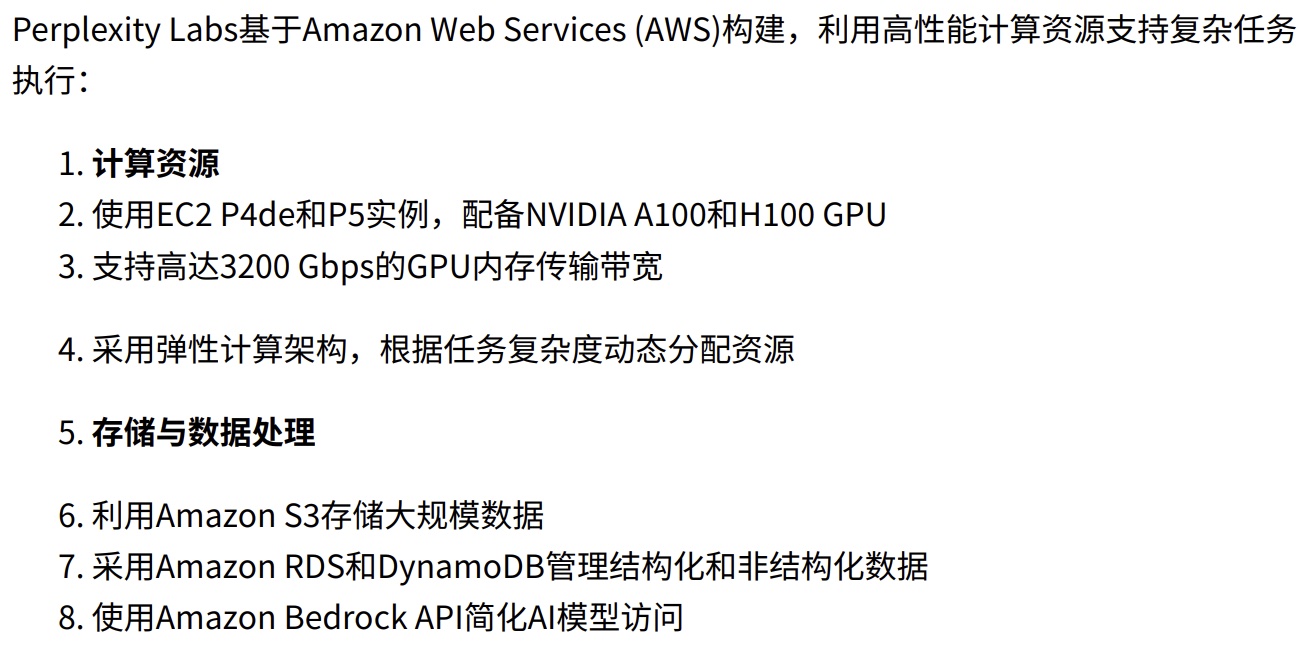 Perplexity Labs基于Amazon Web Services (AWS)构建，利用高性能计算资源支持复杂任务
执行：
1. 计算资源
2. 使用EC2 P4de和P5实例，配备NVIDIA A100和H100 GPU
3. 支持高达3200 Gbps的GPU内存传输带宽
4. 采用弹性计算架构，根据任务复杂度动态分配资源
5. 存储与数据处理
6. 利用Amazon S3存储大规模数据
7. 采用Amazon RDS和DynamoDB管理结构化和非结构化数据
8. 使用Amazon Bedrock API简化AI模型访问